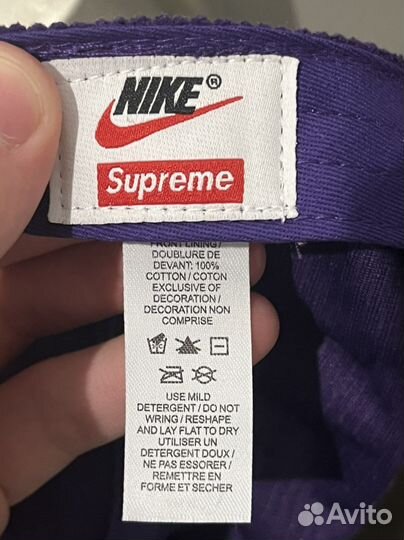 NIKE®
Supreme
FRONT LINING /
DOUBLURE DE
DEVANT: 100%
COTTON / COTON
EXCLUSIVE OF
DECORATION /
DECORATION NON
COMPRISE
USE MILD
DETERGENT / DO NOT
WRING / RESHAPE
AND LAY FLAT TO DRY
UTILISER UN
DETERGENT DOUX /
NE PAS ESSORER /
REMETTRE EN
FORME ET SECHER
Avito